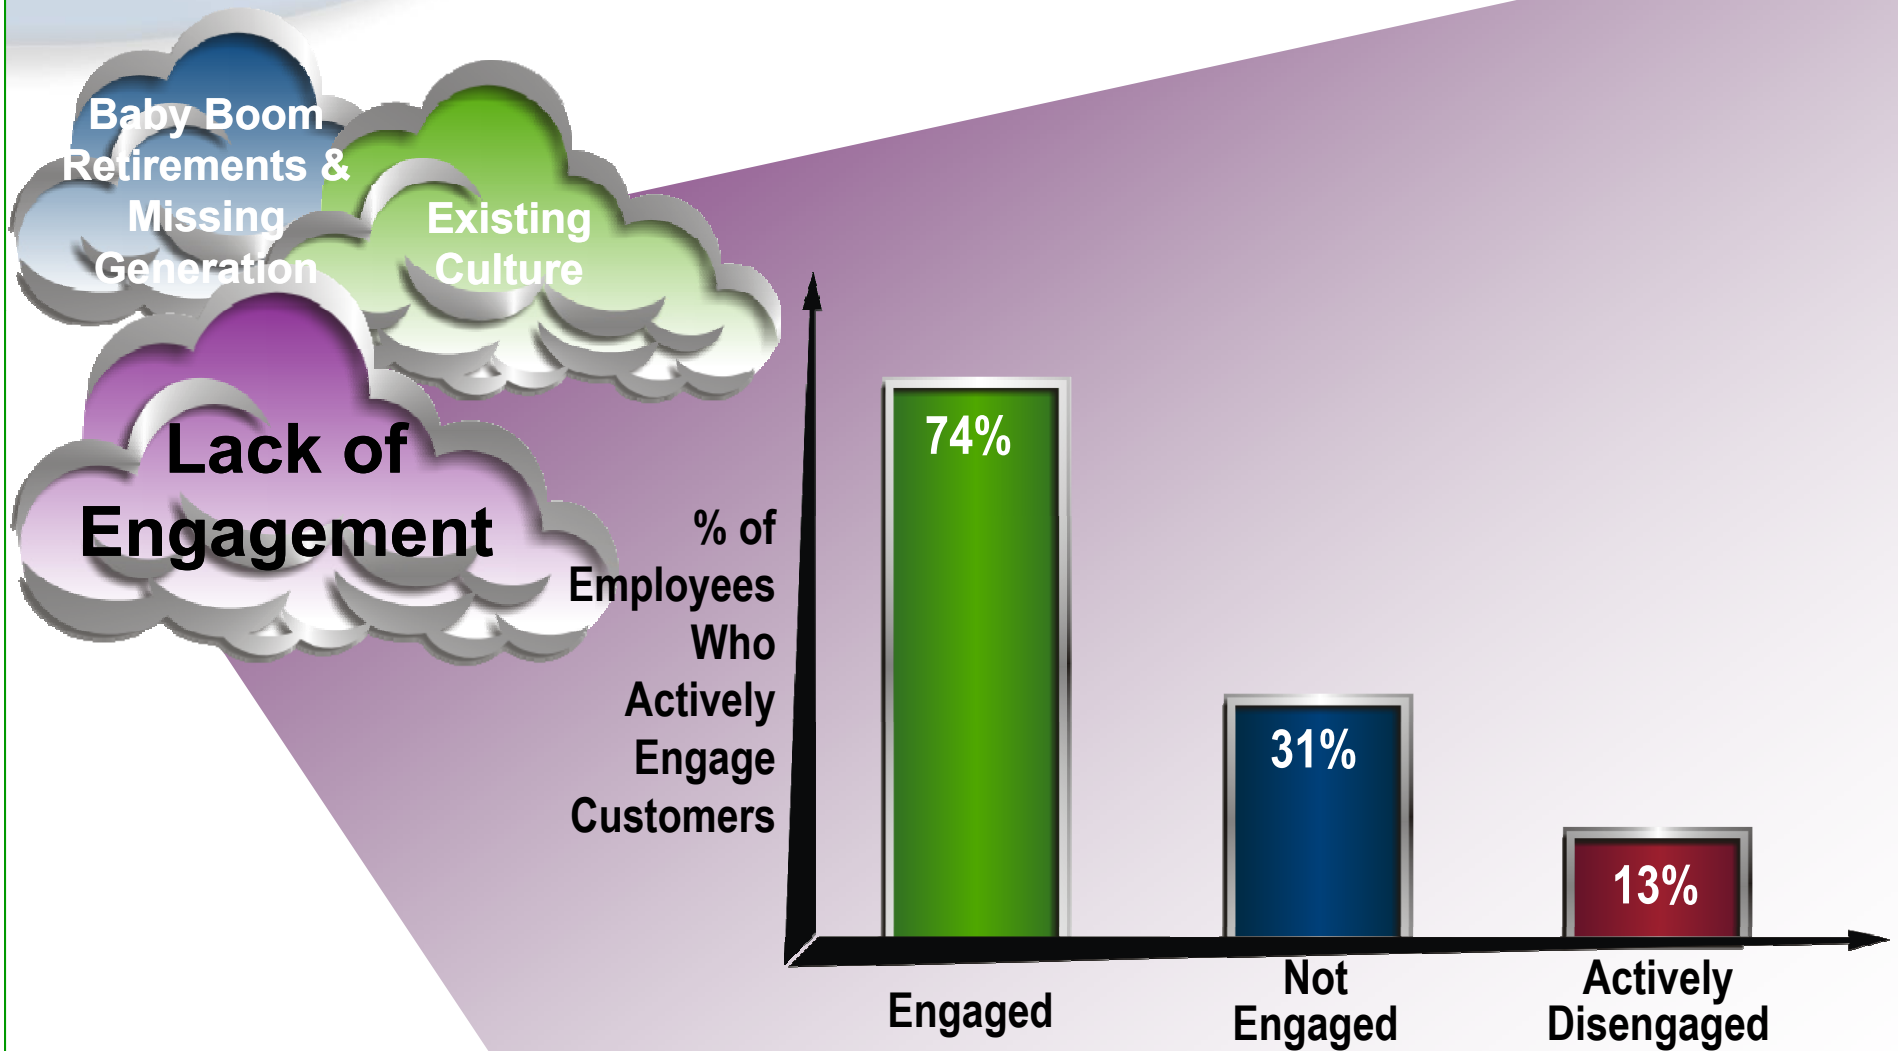 Baby Boom
Retirements &
Missing
Generation
Existing
Culture
Lack of
Engagement
% of
Employees
Who
Actively
Engage
Customers
74%
31%
13%
Engaged
Not
Engaged
Actively
Disengaged